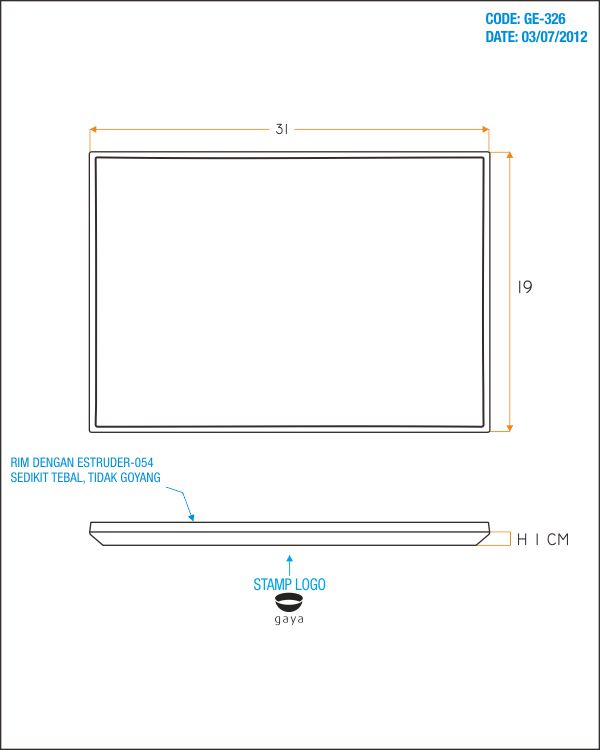 CODE: GE-326
DATE: 03/07/2012
31
19
RIM DENGAN ESTRUDER-054
SEDIKIT TEBAL, TIDAK GOYANG
H 1 CM
STAMP LOGO
gaya